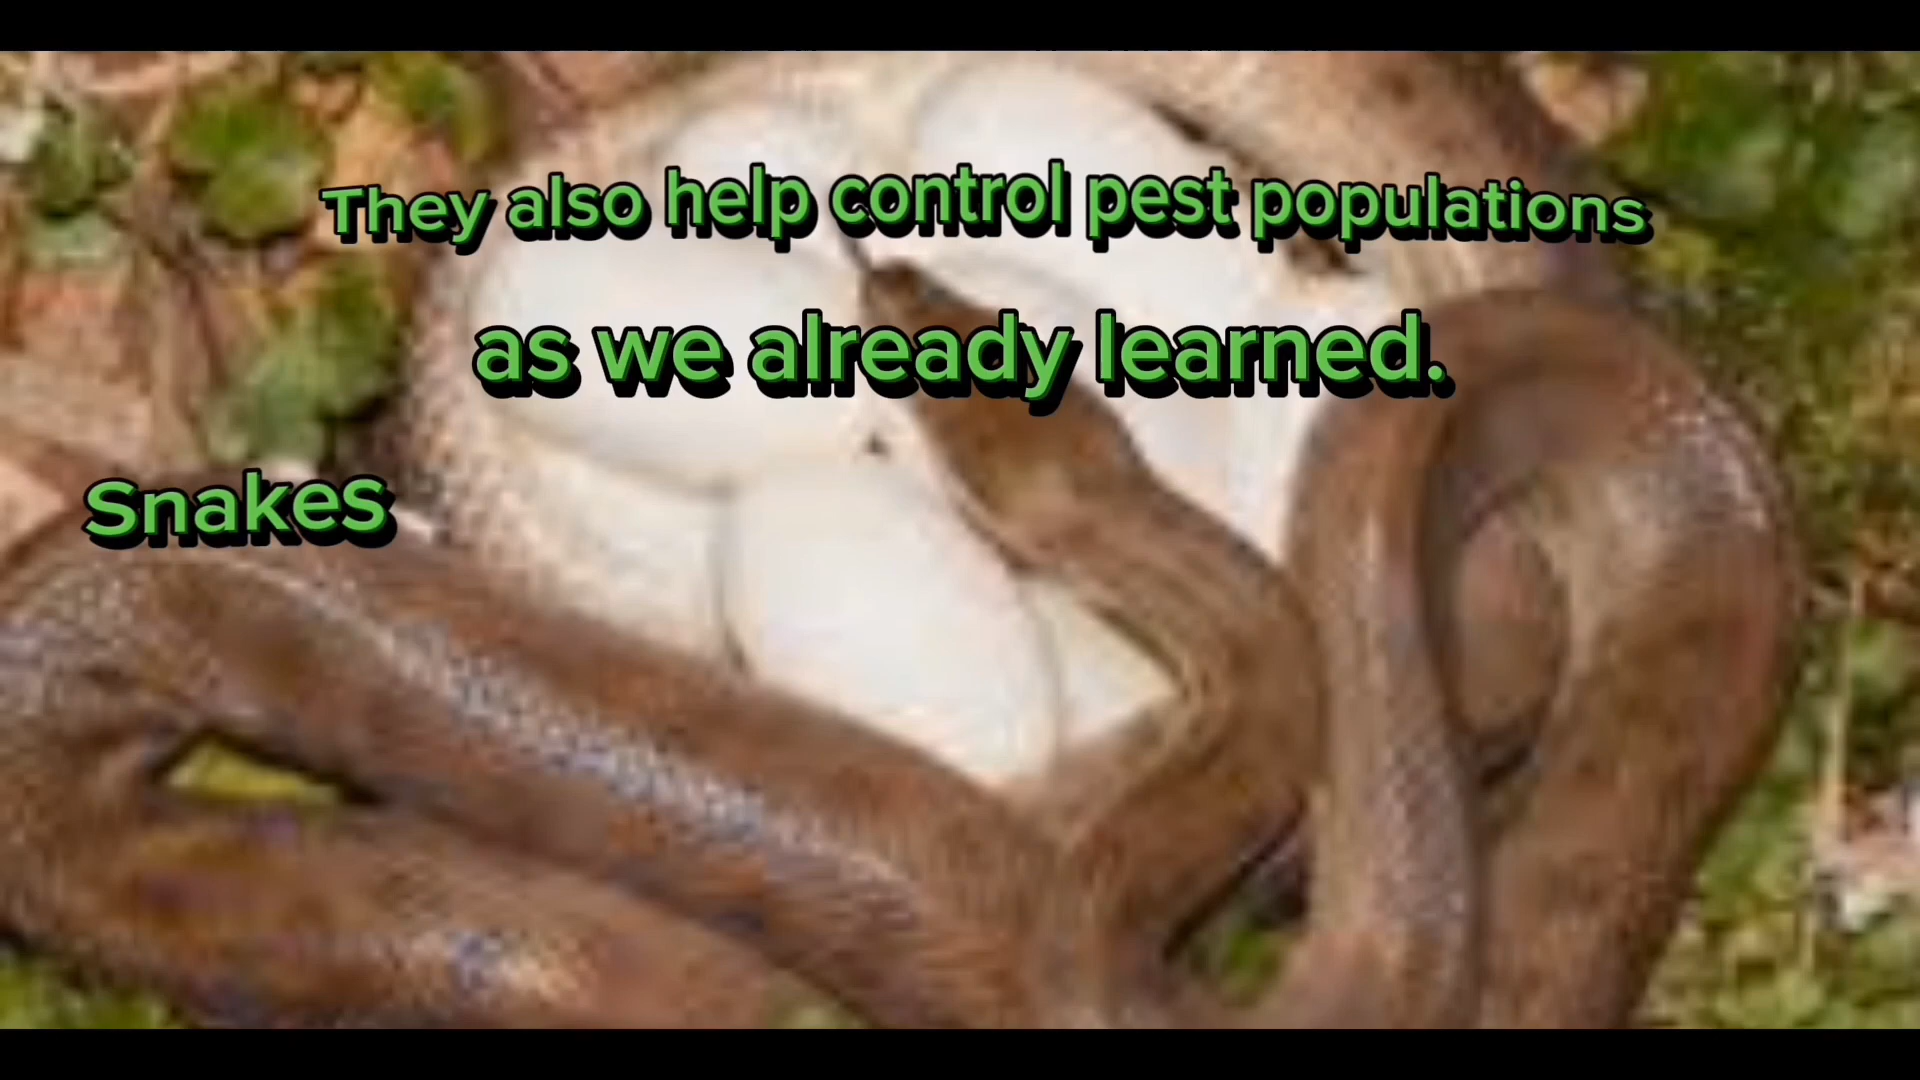 They also help control pest populations
as we already learned.
Snakes